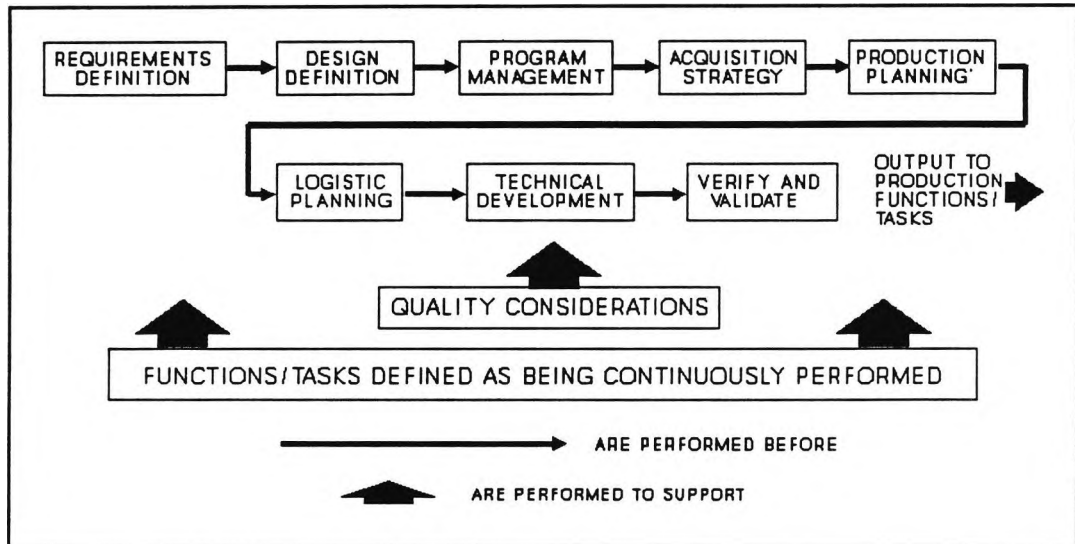 REQUIREMENTS
DEFINITION
DESIGN
DEFINITION
PROGRAM
MANAGEMENT
ACQUISITION
STRATEGY
PRODUCTION
PLANNING'
LOGISTIC
PLANNING
TECHNICAL
DEVELOPMENT
VERIFY AND
VALIDATE
OUTPUT TO
PRODUCTION
FUNCTIONS/
TASKS
QUALITY CONSIDERATIONS
FUNCTIONS/TASKS DEFINED AS BEING CONTINUOUSLY PERFORMED
ARE PERFORMED BEFORE
ARE PERFORMED TO SUPPORT